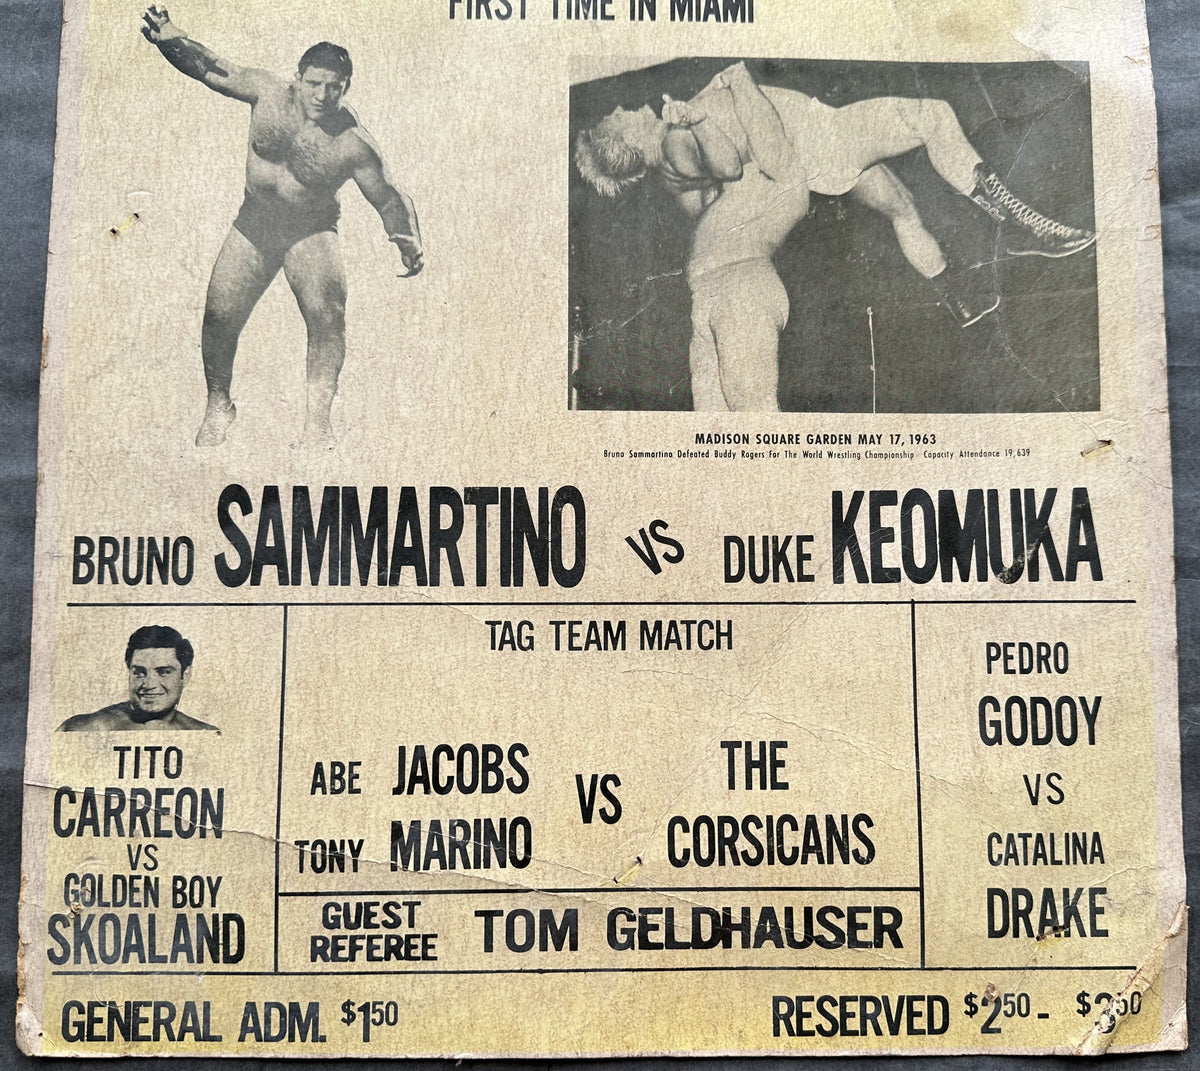 FIRST TIME IN MIAMI
MADISON SQUARE GARDEN MAY 17, 1963
Bruno Sammartino Defeated Buddy Rogers For The World Wrestling Championship Capacity Attendance 19,639
BRUNO SAMMARTINO VS DUKE KEOMUKA
TITO
CARREON
VS
GOLDEN BOY
SKOALAND
TAG TEAM MATCH
ABE JACOBS
TONY MARINO
VS
THE
CORSICANS
GUEST
REFEREE
TOM GELDHAUSER
PEDRO
GODOY
VS
CATALINA
DRAKE
GENERAL ADM. $1.50
RESERVED $2.50 - $3.50